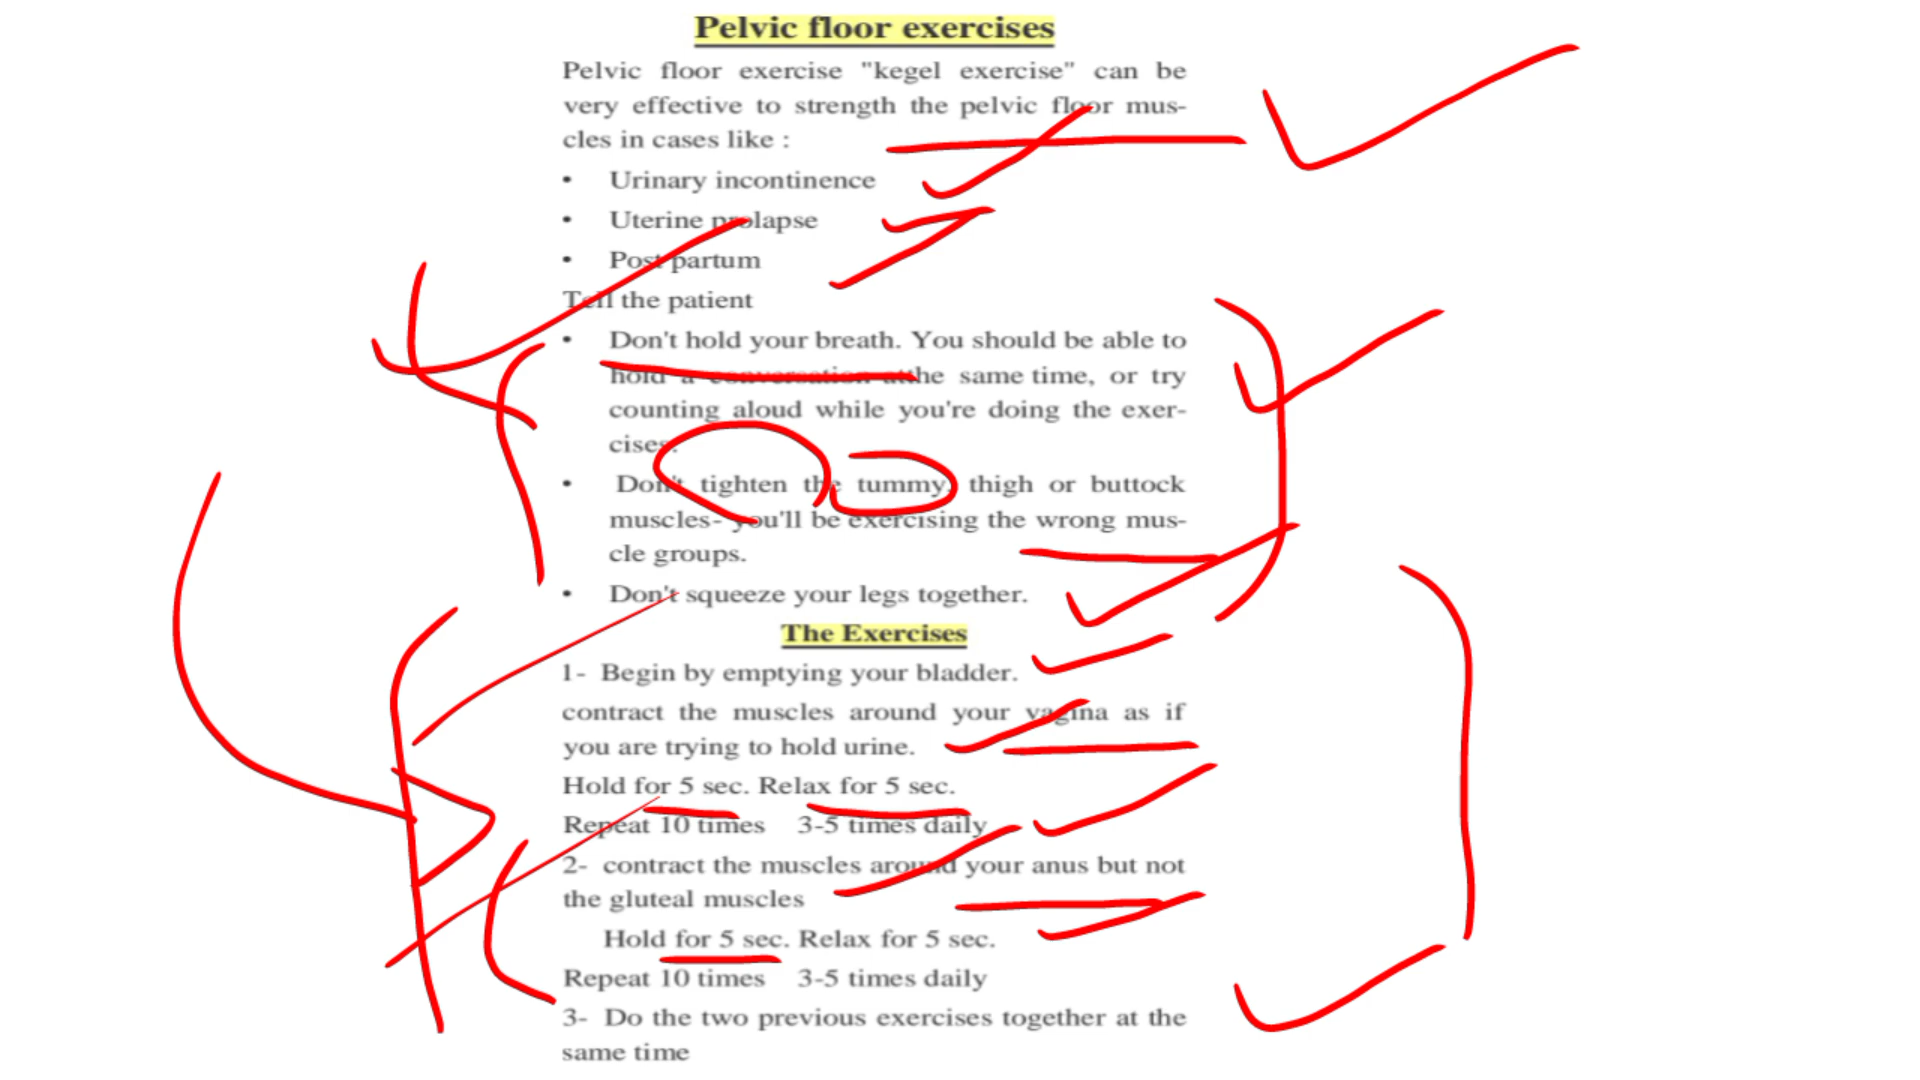 Pelvic floor exercises
Pelvic floor exercise "kegel exercise" can be
very effective to strength the pelvic floor mus-
cles in cases like :
• Urinary incontinence
• Uterine prolapse
• Post partum
Tell the patient
• Don't hold your breath. You should be able to
hold a conversation atthe same time, or try
counting aloud while you're doing the exer-
cises.
• Don't tighten the tummy, thigh or buttock
muscles- you'll be exercising the wrong mus-
cle groups.
• Don't squeeze your legs together.
The Exercises
1- Begin by emptying your bladder.
contract the muscles around your vagina as if
you are trying to hold urine.
Hold for 5 sec. Relax for 5 sec.
Repeat 10 times 3-5 times daily
2- contract the muscles around your anus but not
the gluteal muscles
Hold for 5 sec. Relax for 5 sec.
Repeat 10 times 3-5 times daily
3- Do the two previous exercises together at the
same time